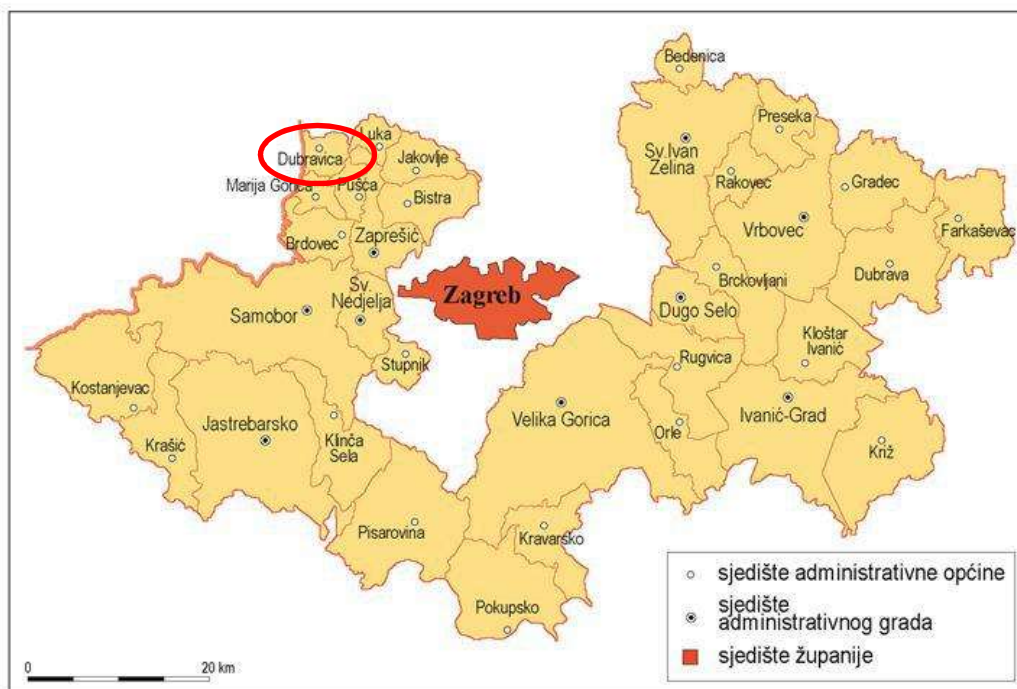 Bedenica
Preseka
Luka
Dubravica
Jakovlje
Sv.Ivan
Zelina
Rakovec
Gradec
Marija Gorica
Pušća
Bistra
Vrbovec
Farkaševac
Brdovec
Zaprešić
Dubrava
Brckovljani
Sv.
Nedjelja
Zagreb
Samobor
Dugo Selo
Kloštar
Ivanić
Stupnik
Rugvica
Kostanjevac
Velika Gorica
Ivanić-Grad
Jastrebarsko
Orle
Krašić
Klinča
Sela
Križ
Pisarovina
Kravarsko
Pokupsko
sjedište administrativne općine
sjedište
administrativnog grada
sjedište županije
0 20 km